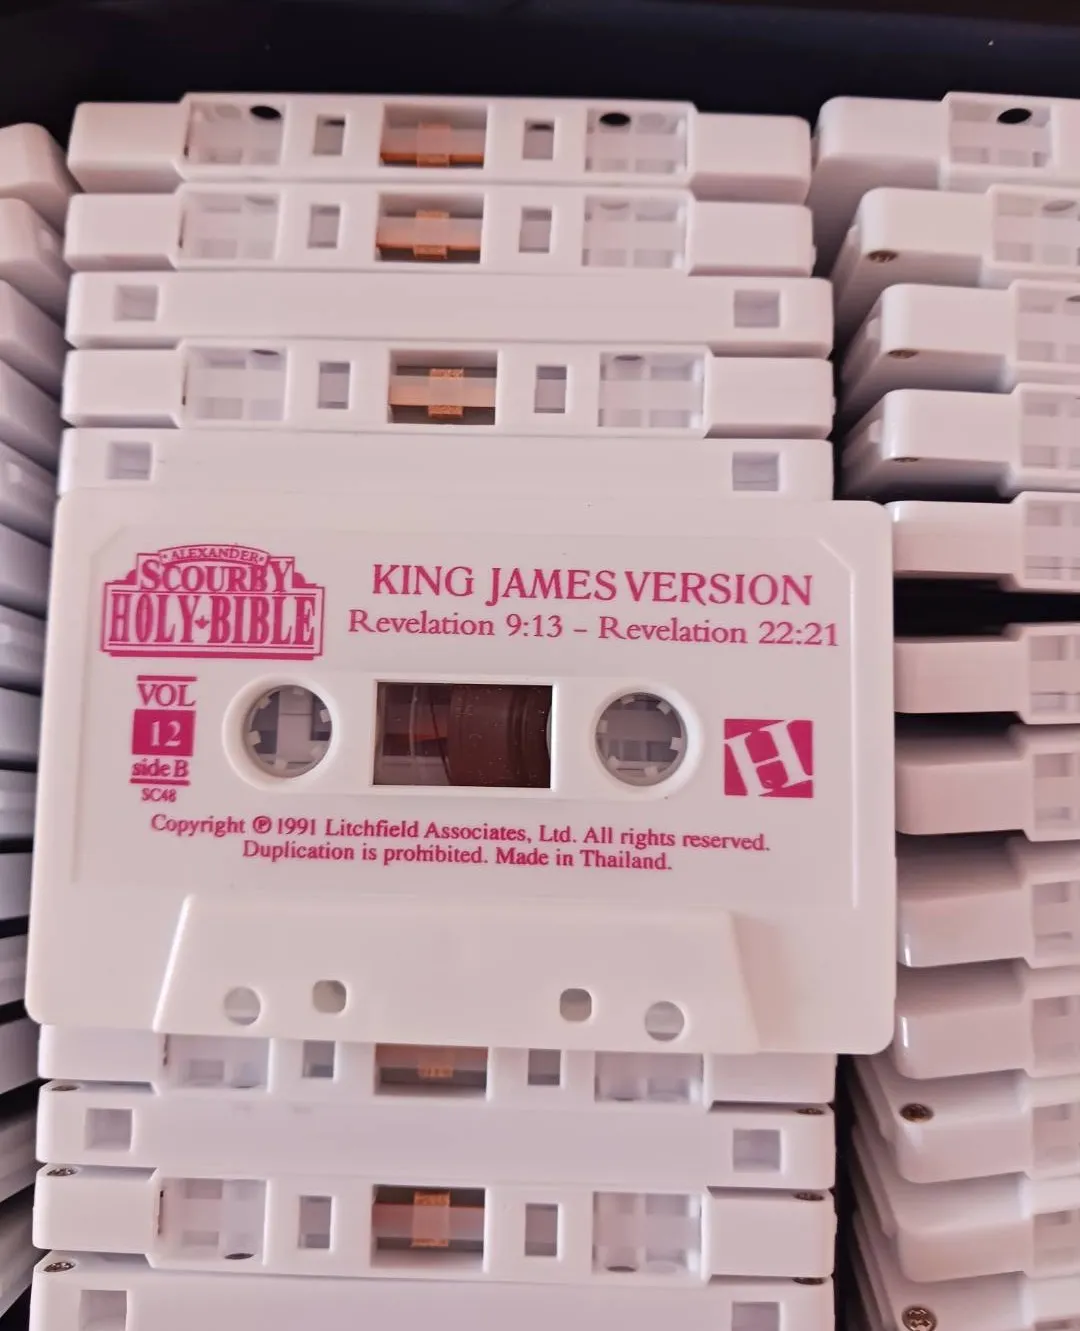 ALEXANDER
SCOURBY
HOLY BIBLE
KING JAMES VERSION
Revelation 9:13 – Revelation 22:21
VOL
12
side B
SC48
H
Copyright ℗ 1991 Litchfield Associates, Ltd. All rights reserved.
Duplication is prohibited. Made in Thailand.